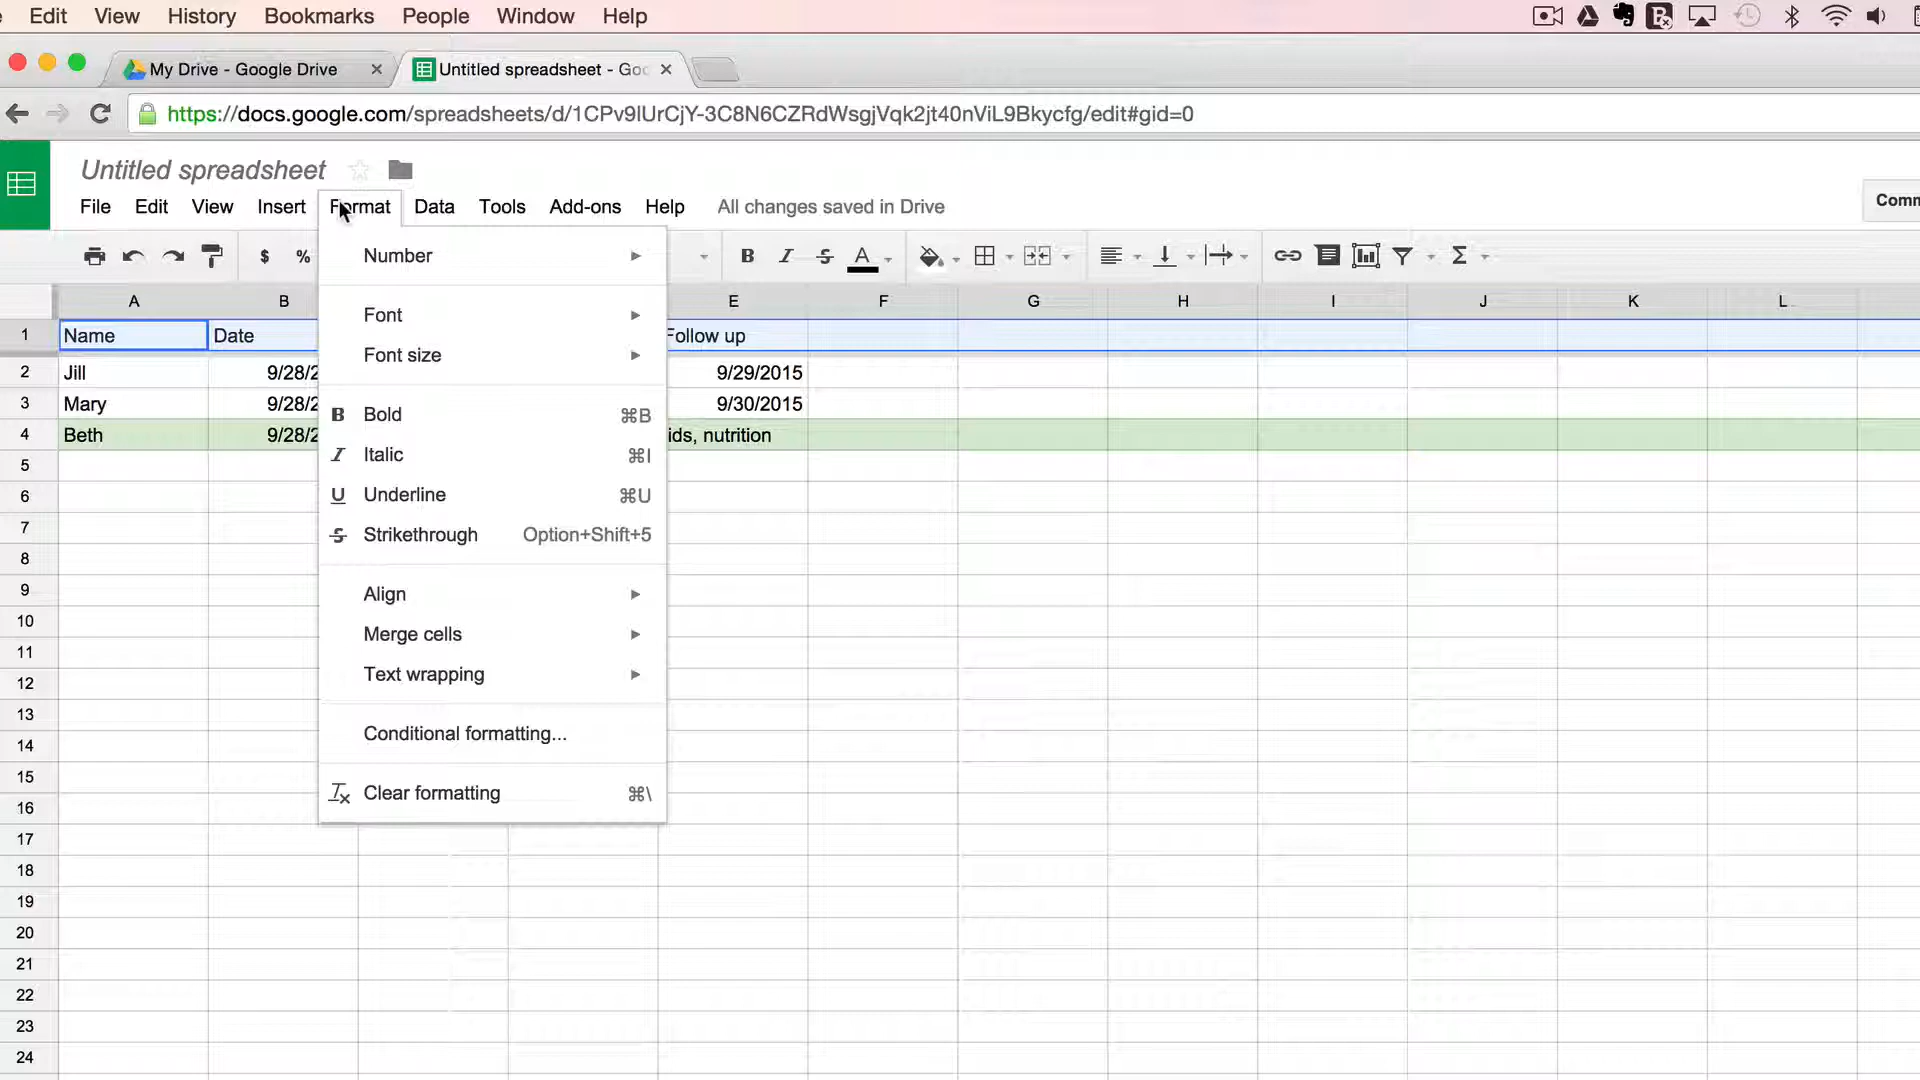 Edit View History Bookmarks People Window Help
My Drive - Google Drive Untitled spreadsheet - Goo
https://docs.google.com/spreadsheets/d/1CPv9lUrCjY-3C8N6CZRdWsgjVqk2jt40nViL9Bkycfg/edit#gid=0
Untitled spreadsheet
File Edit View Insert Format Data Tools Add-ons Help All changes saved in Drive
Comm
$ % B I S A Σ
A B E F G H I J K L
1 Name Date Follow up
2 Jill 9/28/2 9/29/2015
3 Mary 9/28/2 9/30/2015
4 Beth 9/28/2 ids, nutrition
5
6
7
8
9
10
11
12
13
14
15
16
17
18
19
20
21
22
23
24
Number
Font
Font size
B Bold ⌘B
I Italic ⌘I
U Underline ⌘U
S Strikethrough Option+Shift+5
Align
Merge cells
Text wrapping
Conditional formatting...
Clear formatting ⌘\